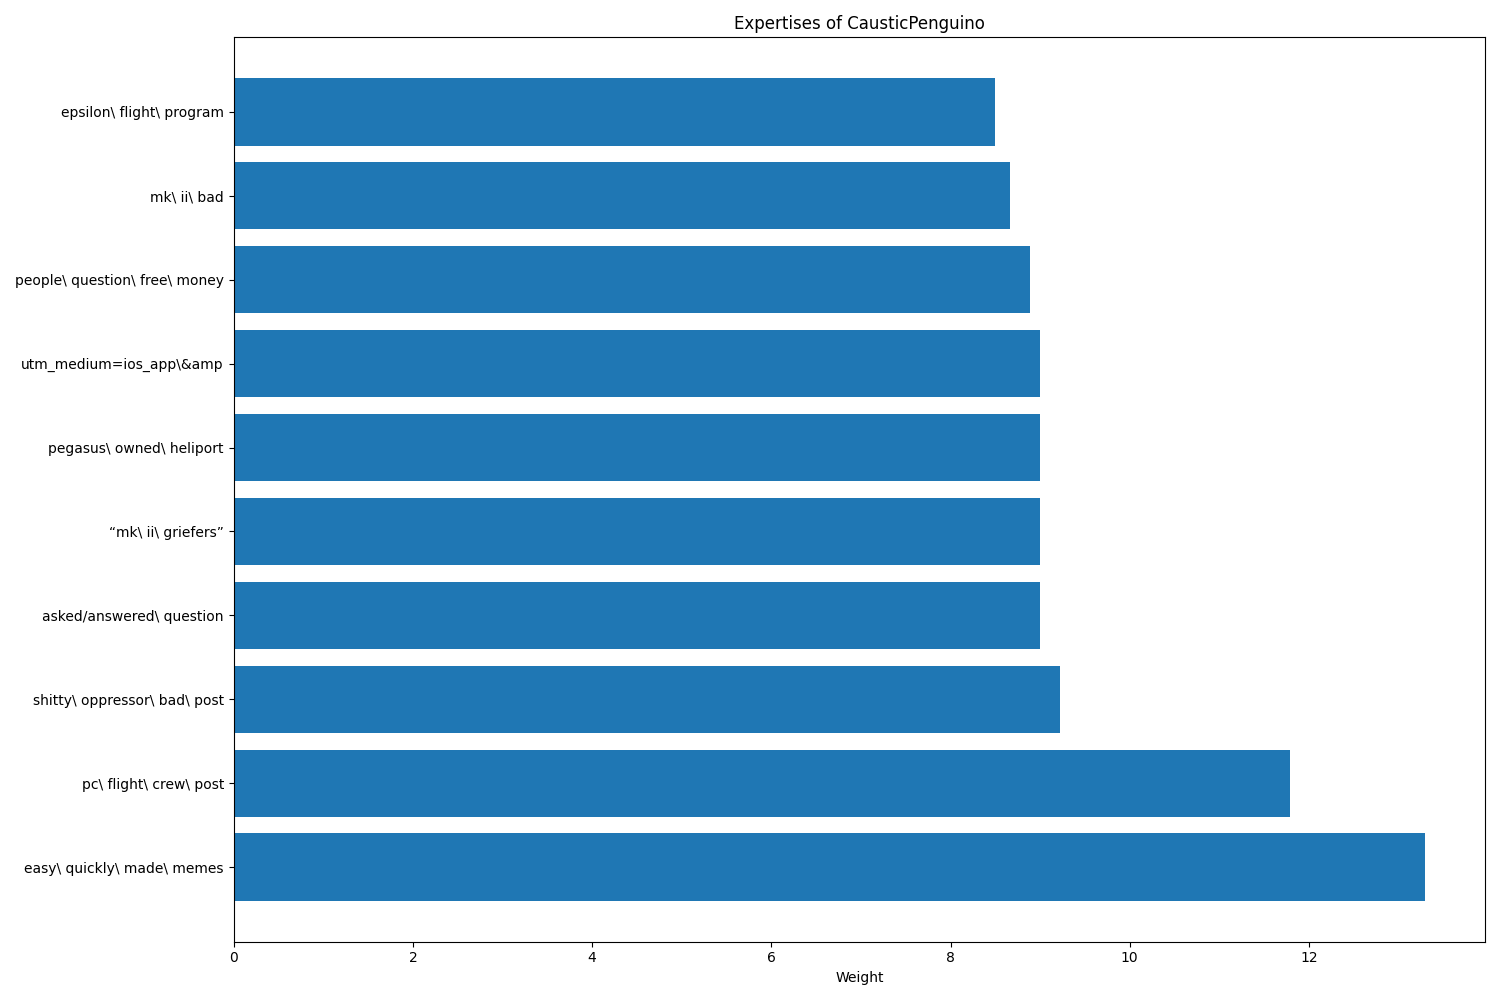 Expertises of CausticPenguino
epsilon\ flight\ program
mk\ ii\ bad
people\ question\ free\ money
utm_medium=ios_app\&amp
pegasus\ owned\ heliport
“mk\ ii\ griefers”
asked/answered\ question
shitty\ oppressor\ bad\ post
pc\ flight\ crew\ post
easy\ quickly\ made\ memes
0 2 4 6 8 10 12
Weight